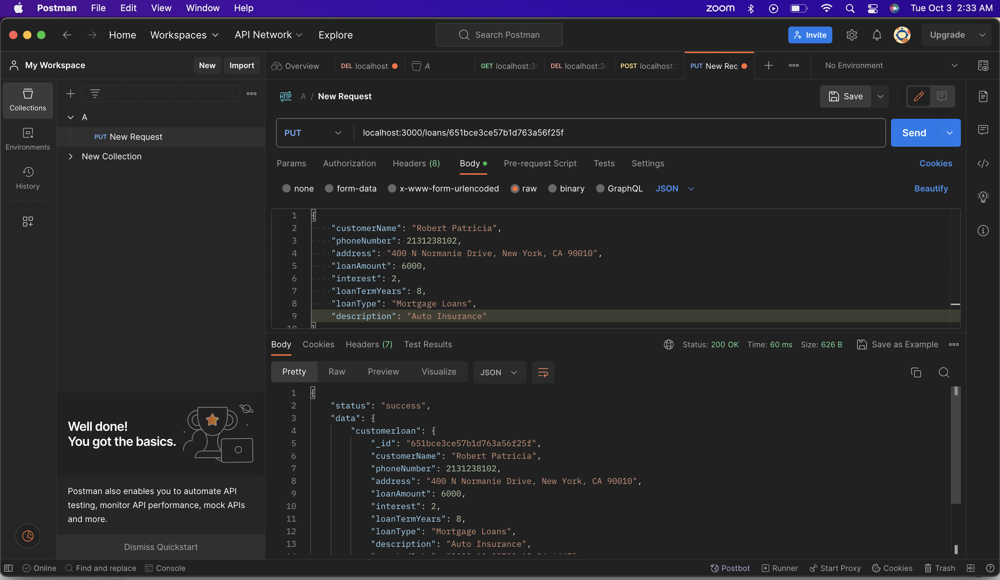 Postman File Edit View Window Help zoom Tue Oct 3 2:33 AM
Home Workspaces API Network Explore Search Postman Invite Upgrade
My Workspace New Import Overview DEL localhost A GET localhost:30 DEL localhost:30 POST localhost:3 PUT New Req No Environment
Collections
Environments
History
A
PUT New Request
New Collection
HTTP A / New Request Save
PUT localhost:3000/loans/651bce3ce57b1d763a56f25f Send
Params Authorization Headers (8) Body Pre-request Script Tests Settings Cookies
none form-data x-www-form-urlencoded raw binary GraphQL JSON Beautify
1 {
2 "customerName": "Robert Patricia",
3 "phoneNumber": 2131238102,
4 "address": "400 N Normanie Drive, New York, CA 90010",
5 "loanAmount": 6000,
6 "interest": 2,
7 "loanTermYears": 8,
8 "loanType": "Mortgage Loans",
9 "description": "Auto Insurance"
10 }
Body Cookies Headers (7) Test Results Status: 200 OK Time: 60 ms Size: 626 B Save as Example
Pretty Raw Preview Visualize JSON
1 {
2 "status": "success",
3 "data": {
4 "customerloan": {
5 "_id": "651bce3ce57b1d763a56f25f",
6 "customerName": "Robert Patricia",
7 "phoneNumber": 2131238102,
8 "address": "400 N Normanie Drive, New York, CA 90010",
9 "loanAmount": 6000,
10 "interest": 2,
11 "loanTermYears": 8,
12 "loanType": "Mortgage Loans",
13 "description": "Auto Insurance",
Well done!
You got the basics.
Postman also enables you to automate API
testing, monitor API performance, mock APIs
and more.
Dismiss Quickstart
Online Find and replace Console Postbot Runner Start Proxy Cookies Trash